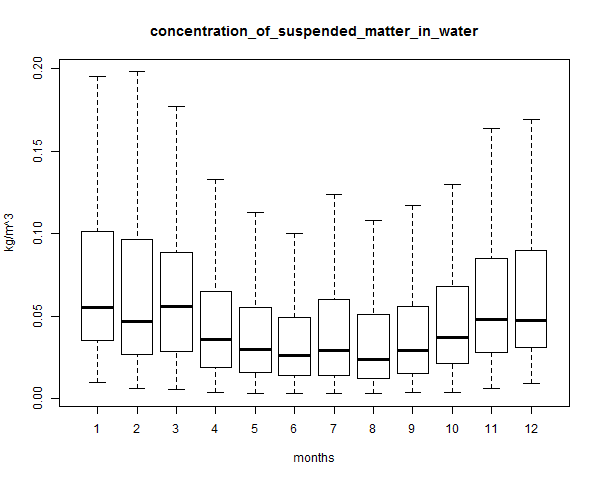 concentration_of_suspended_matter_in_water
kg/m^3
0.20
0.15
0.10
0.05
0.00
1 2 3 4 5 6 7 8 9 10 11 12
months